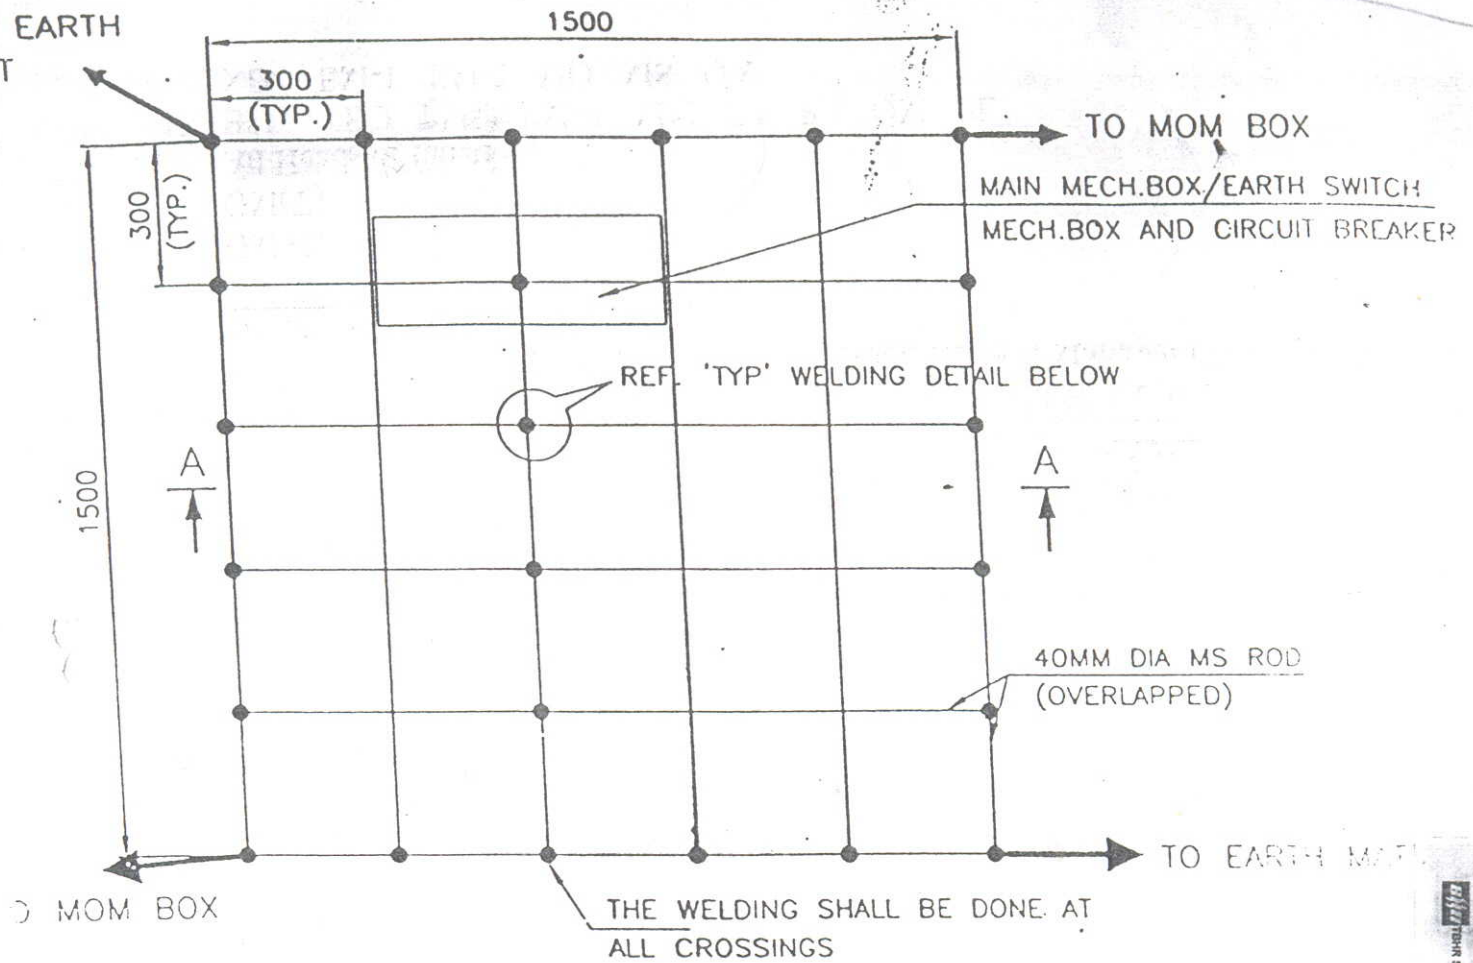 EARTH
T
1500
300
(TYP.)
TO MOM BOX
300
(TYP.)
MAIN MECH.BOX/EARTH SWITCH
MECH.BOX AND CIRCUIT BREAKER
REF. 'TYP' WELDING DETAIL BELOW
A
A
1500
40MM DIA MS ROD
(OVERLAPPED)
TO EARTH MAT
MOM BOX
THE WELDING SHALL BE DONE AT
ALL CROSSINGS